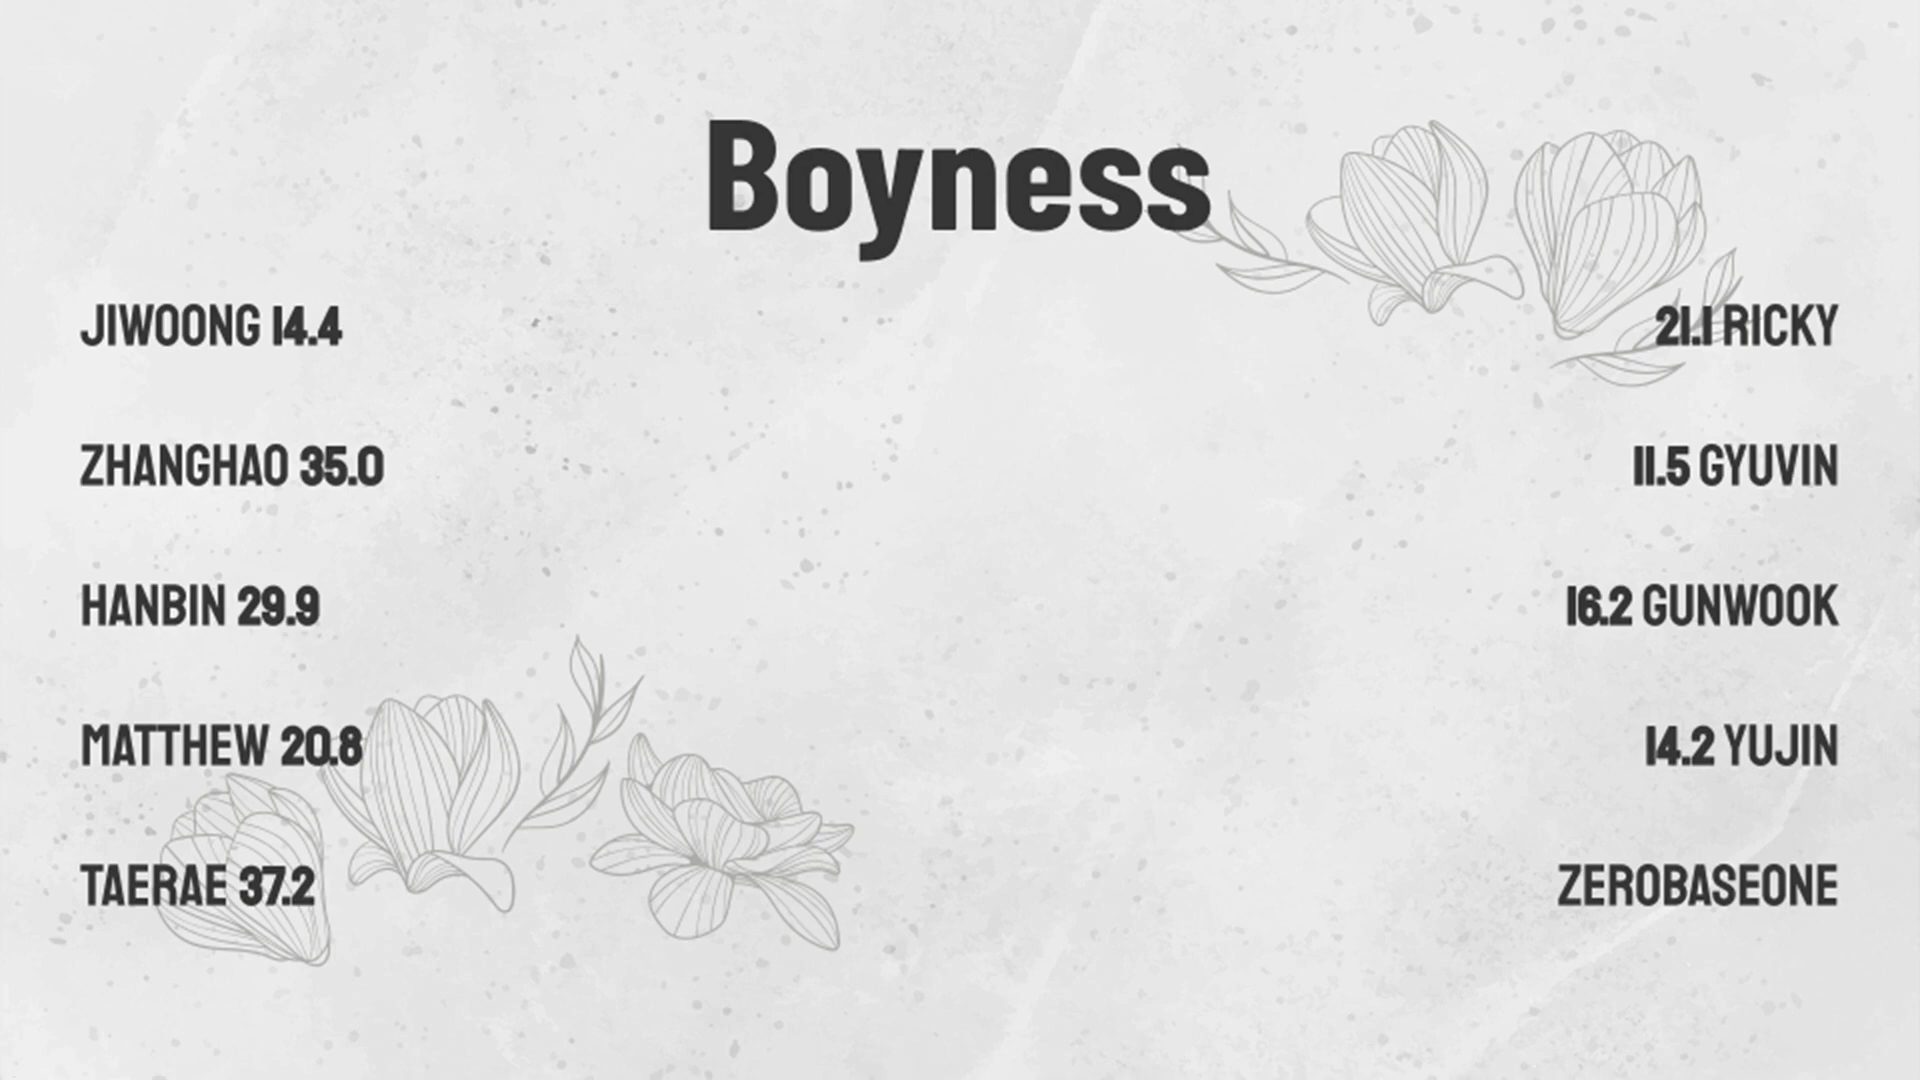 Boyness
JIWOONG 14.4
ZHANGHAO 35.0
HANBIN 29.9
MATTHEW 20.8
TAERAE 37.2
21.1 RICKY
11.5 GYUVIN
16.2 GUNWOOK
14.2 YUJIN
ZEROBASEONE